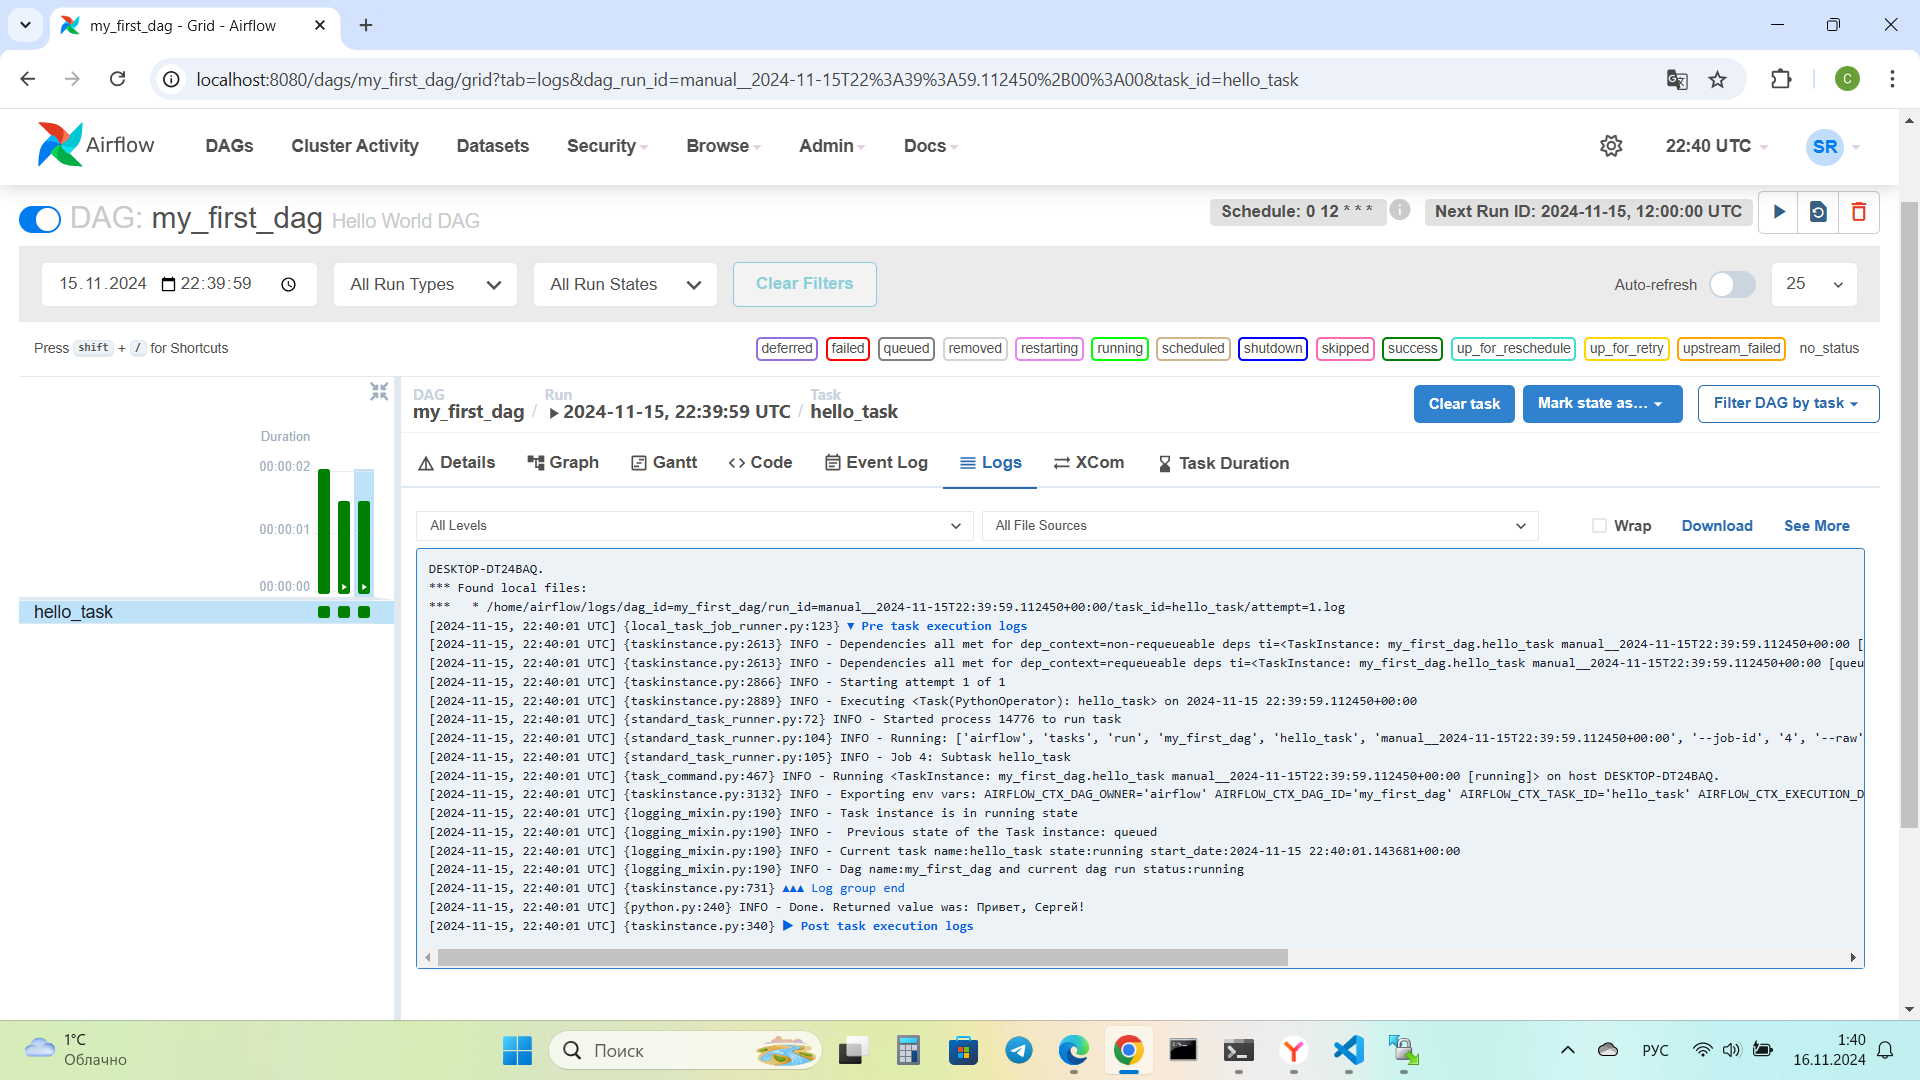 my_first_dag - Grid - Airflow
localhost:8080/dags/my_first_dag/grid?tab=logs&dag_run_id=manual__2024-11-15T22%3A39%3A59.112450%2B00%3A00&task_id=hello_task
C
Airflow
DAGs
Cluster Activity
Datasets
Security
Browse
Admin
Docs
22:40 UTC
SR
DAG: my_first_dag Hello World DAG
Schedule: 0 12 * * *
i
Next Run ID: 2024-11-15, 12:00:00 UTC
15.11.2024 22:39:59
All Run Types
All Run States
Clear Filters
Auto-refresh
25
Press shift + / for Shortcuts
deferred failed queued removed restarting running scheduled shutdown skipped success up_for_reschedule up_for_retry upstream_failed no_status
DAG
my_first_dag
/
Run
2024-11-15, 22:39:59 UTC
/
Task
hello_task
Clear task
Mark state as…
Filter DAG by task
Duration
00:00:02
00:00:01
00:00:00
hello_task
Details
Graph
Gantt
Code
Event Log
Logs
XCom
Task Duration
All Levels
All File Sources
Wrap
Download
See More
DESKTOP-DT24BAQ.
*** Found local files:
***   * /home/airflow/logs/dag_id=my_first_dag/run_id=manual__2024-11-15T22:39:59.112450+00:00/task_id=hello_task/attempt=1.log
[2024-11-15, 22:40:01 UTC] {local_task_job_runner.py:123} ▼ Pre task execution logs
[2024-11-15, 22:40:01 UTC] {taskinstance.py:2613} INFO - Dependencies all met for dep_context=non-requeueable deps ti=<TaskInstance: my_first_dag.hello_task manual__2024-11-15T22:39:59.112450+00:00 [
[2024-11-15, 22:40:01 UTC] {taskinstance.py:2613} INFO - Dependencies all met for dep_context=requeueable deps ti=<TaskInstance: my_first_dag.hello_task manual__2024-11-15T22:39:59.112450+00:00 [queu
[2024-11-15, 22:40:01 UTC] {taskinstance.py:2866} INFO - Starting attempt 1 of 1
[2024-11-15, 22:40:01 UTC] {taskinstance.py:2889} INFO - Executing <Task(PythonOperator): hello_task> on 2024-11-15 22:39:59.112450+00:00
[2024-11-15, 22:40:01 UTC] {standard_task_runner.py:72} INFO - Started process 14776 to run task
[2024-11-15, 22:40:01 UTC] {standard_task_runner.py:104} INFO - Running: ['airflow', 'tasks', 'run', 'my_first_dag', 'hello_task', 'manual__2024-11-15T22:39:59.112450+00:00', '--job-id', '4', '--raw'
[2024-11-15, 22:40:01 UTC] {standard_task_runner.py:105} INFO - Job 4: Subtask hello_task
[2024-11-15, 22:40:01 UTC] {task_command.py:467} INFO - Running <TaskInstance: my_first_dag.hello_task manual__2024-11-15T22:39:59.112450+00:00 [running]> on host DESKTOP-DT24BAQ.
[2024-11-15, 22:40:01 UTC] {taskinstance.py:3132} INFO - Exporting env vars: AIRFLOW_CTX_DAG_OWNER='airflow' AIRFLOW_CTX_DAG_ID='my_first_dag' AIRFLOW_CTX_TASK_ID='hello_task' AIRFLOW_CTX_EXECUTION_D
[2024-11-15, 22:40:01 UTC] {logging_mixin.py:190} INFO - Task instance is in running state
[2024-11-15, 22:40:01 UTC] {logging_mixin.py:190} INFO -  Previous state of the Task instance: queued
[2024-11-15, 22:40:01 UTC] {logging_mixin.py:190} INFO - Current task name:hello_task state:running start_date:2024-11-15 22:40:01.143681+00:00
[2024-11-15, 22:40:01 UTC] {logging_mixin.py:190} INFO - Dag name:my_first_dag and current dag run status:running
[2024-11-15, 22:40:01 UTC] {taskinstance.py:731} ▲▲▲ Log group end
[2024-11-15, 22:40:01 UTC] {python.py:240} INFO - Done. Returned value was: Привет, Сергей!
[2024-11-15, 22:40:01 UTC] {taskinstance.py:340} ▶ Post task execution logs
1°C
Облачно
Поиск
РУС
1:40
16.11.2024